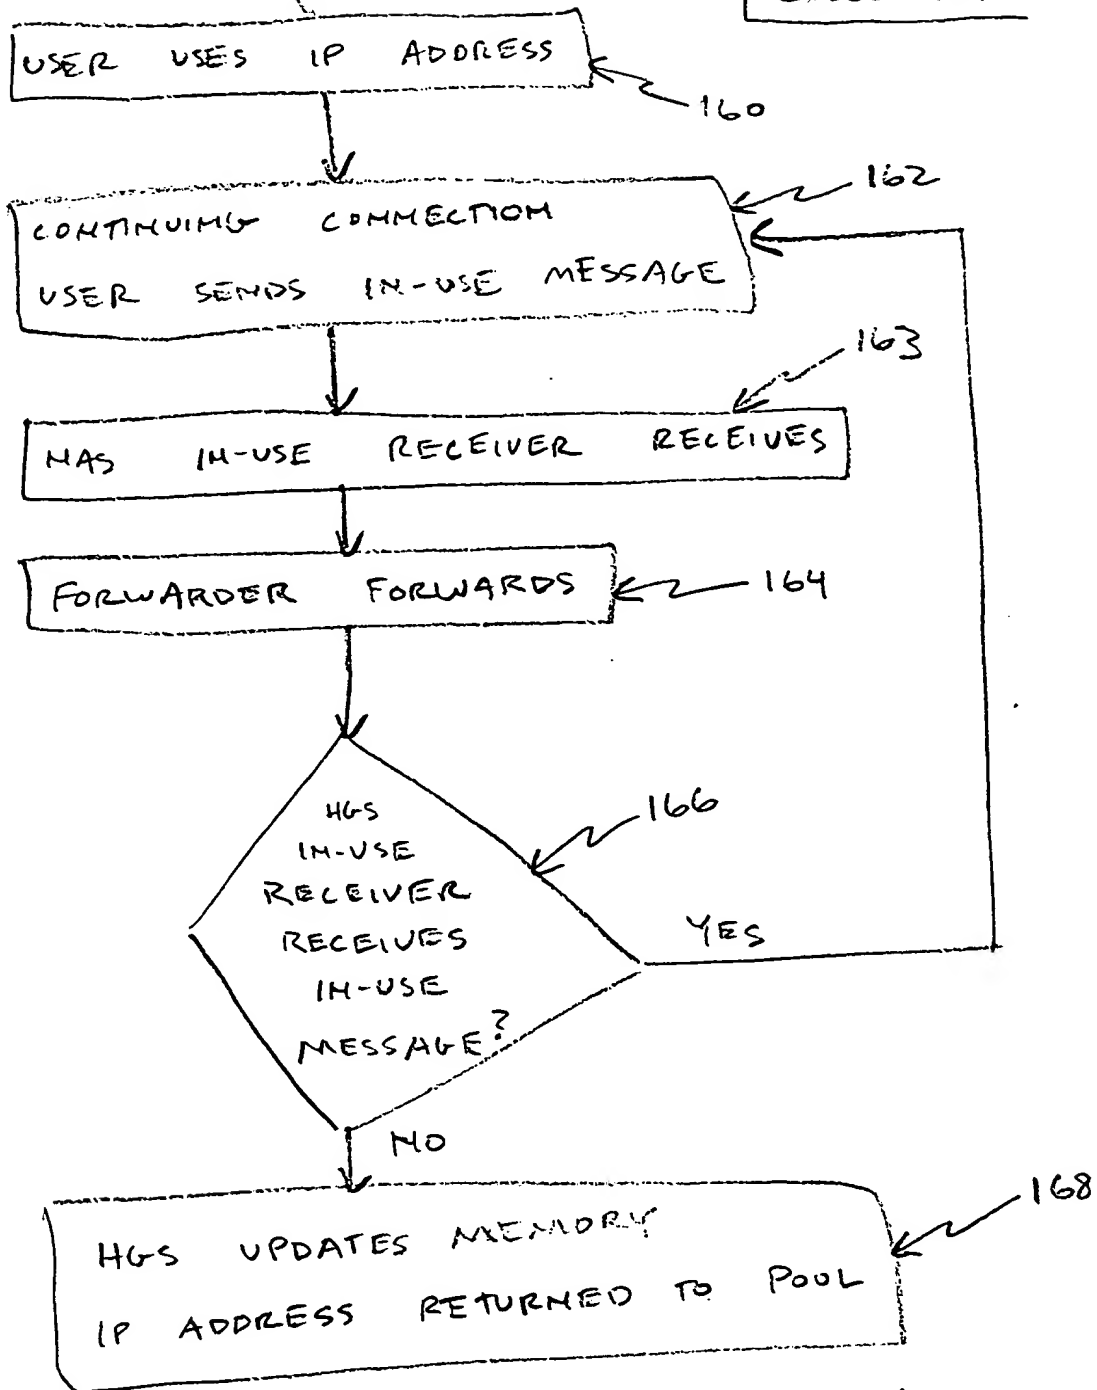 USER USES IP ADDRESS
160
162
CONTINUING CONNECTION
USER SENDS IN-USE MESSAGE
163
NAS IN-USE RECEIVER RECEIVES
FORWARDER FORWARDS
164
166
HGS
IN-USE
RECEIVER
RECEIVES
IN-USE
MESSAGE?
YES
NO
168
HGS UPDATES MEMORY
IP ADDRESS RETURNED TO POOL